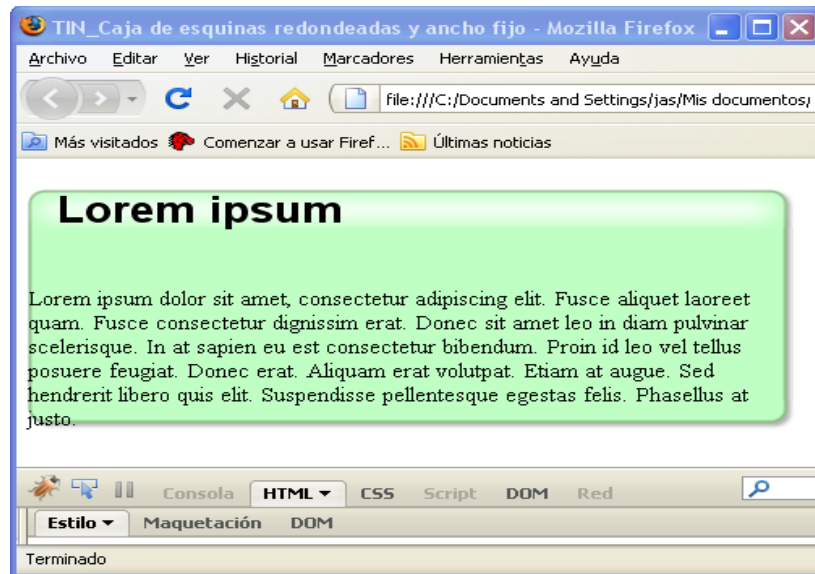 TIN_Caja de esquinas redondeadas y ancho fijo - Mozilla Firefox
Archivo Editar Ver Historial Marcadores Herramientas Ayuda
file:///C:/Documents and Settings/jas/Mis documentos/
Más visitados Comenzar a usar Firef... Últimas noticias
Lorem ipsum
Lorem ipsum dolor sit amet, consectetur adipiscing elit. Fusce aliquet laoreet
quam. Fusce consectetur dignissim erat. Donec sit amet leo in diam pulvinar
scelerisque. In at sapien eu est consectetur bibendum. Proin id leo vel tellus
posuere feugiat. Donec erat. Aliquam erat volutpat. Etiam at augue. Sed
hendrerit libero quis elit. Suspendisse pellentesque egestas felis. Phasellus at
justo.
Consola HTML CSS Script DOM Red
Estilo Maquetación DOM
Terminado